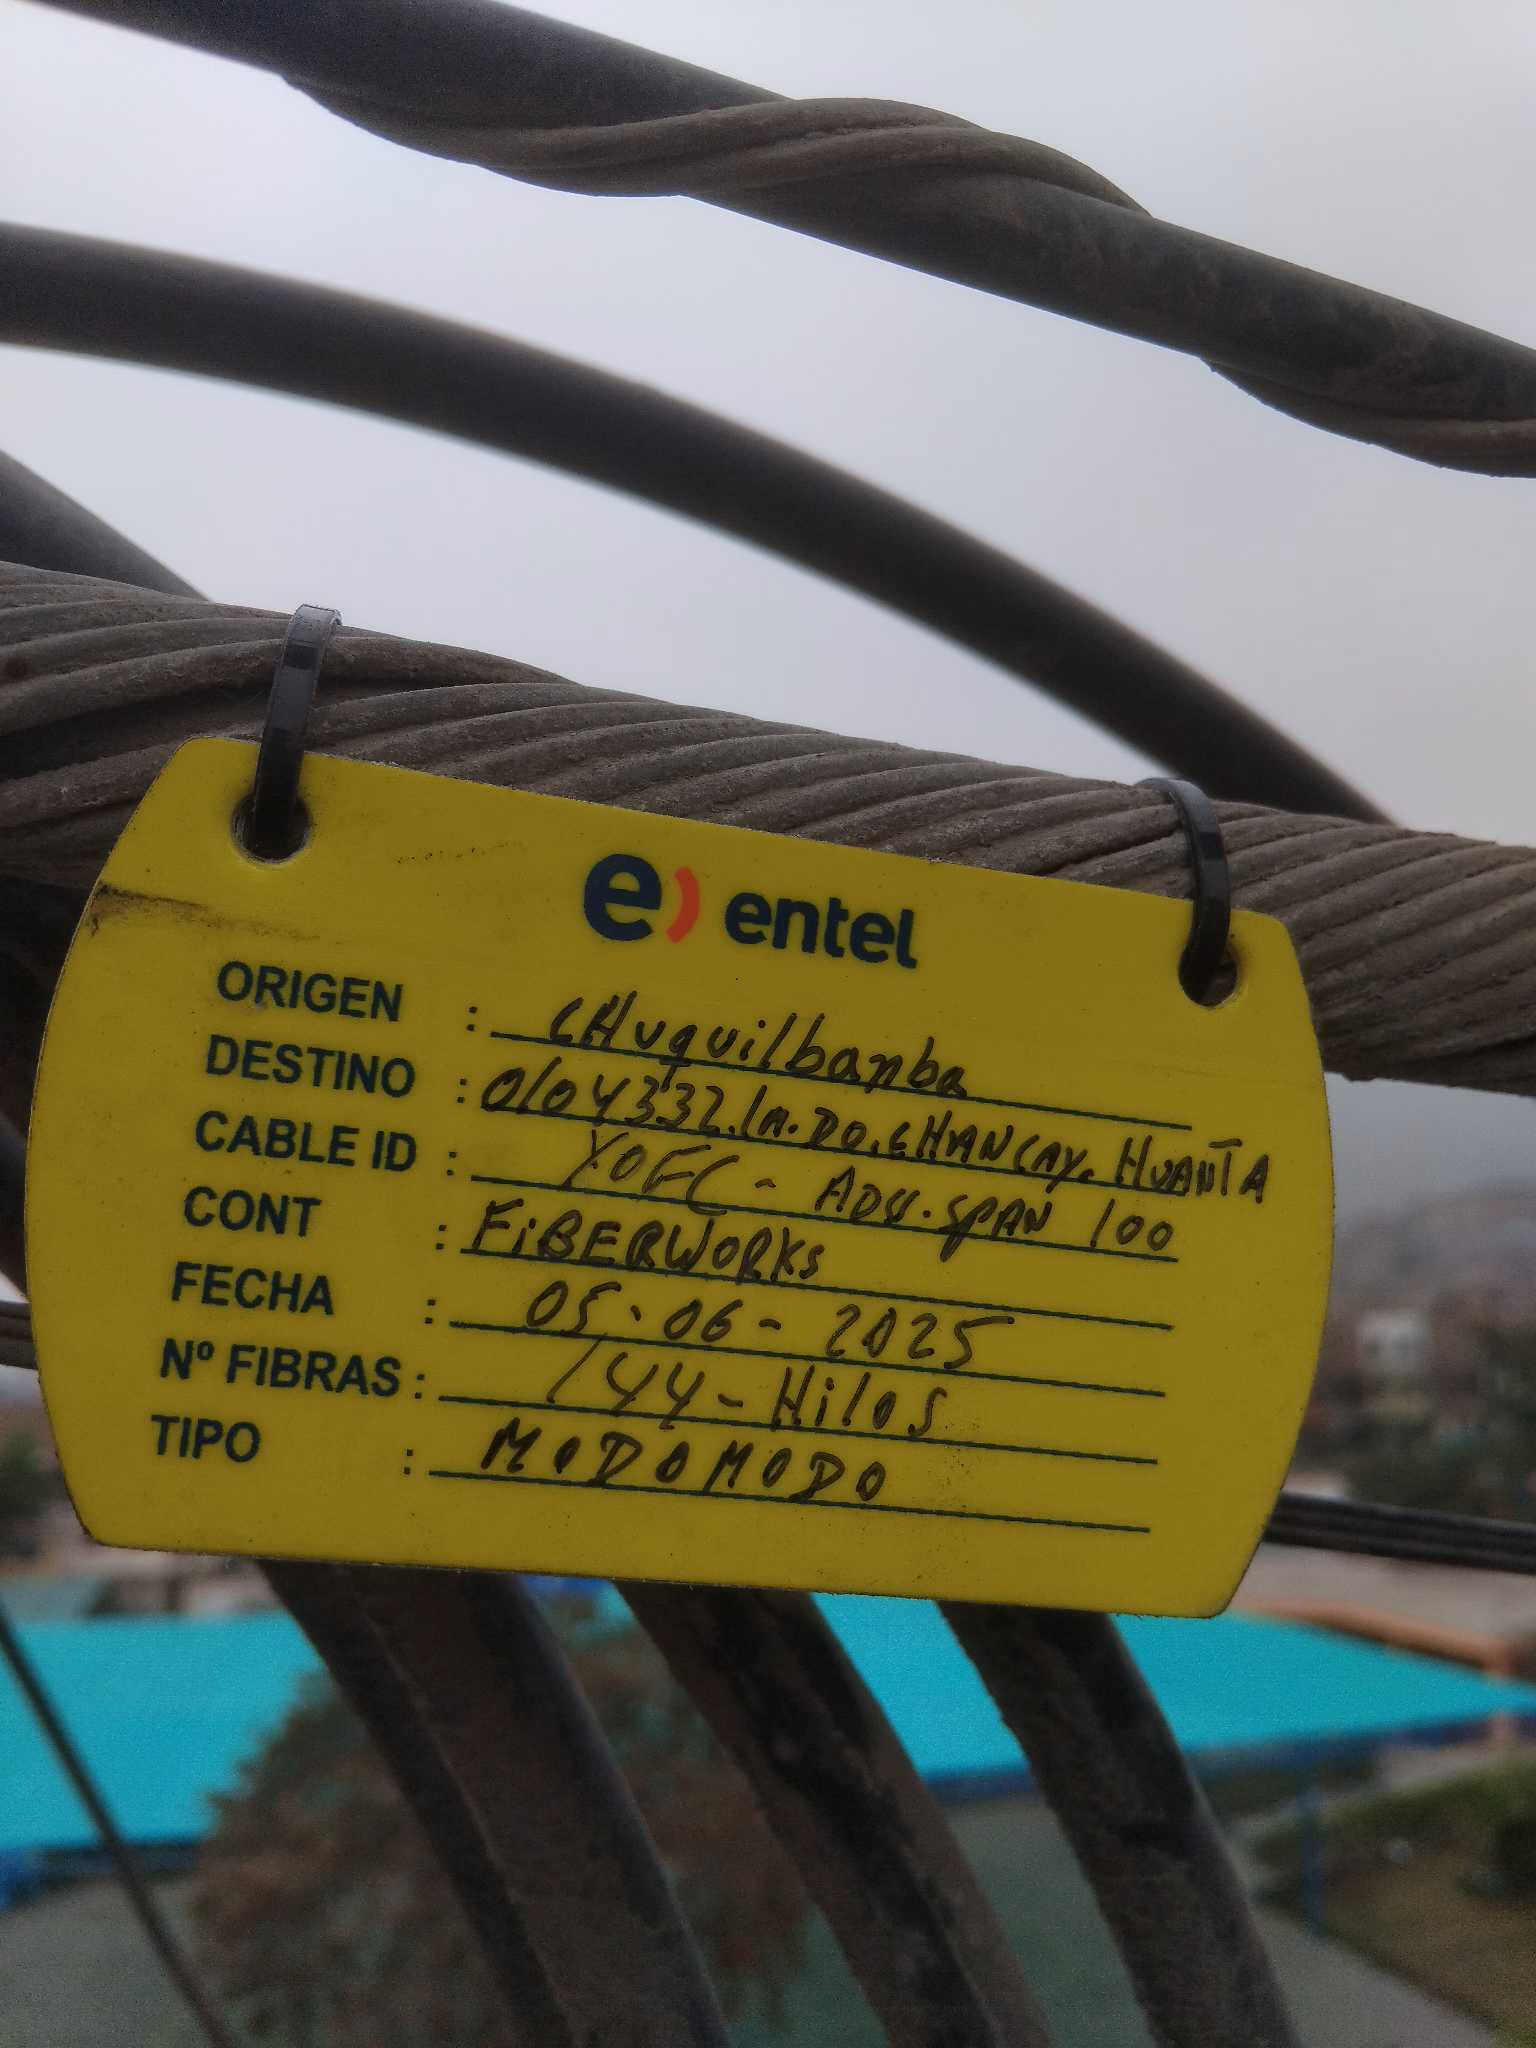 e) entel
ORIGEN : CHuquilbanba
DESTINO : 0104332.La.DO.CHANCAY.HUANTA
CABLE ID : YOFC - ADU.SPAN 100
CONT : FiBERWORKS
FECHA : 05-06-2025
Nº FIBRAS : 144-Hilos
TIPO : MODOMODO